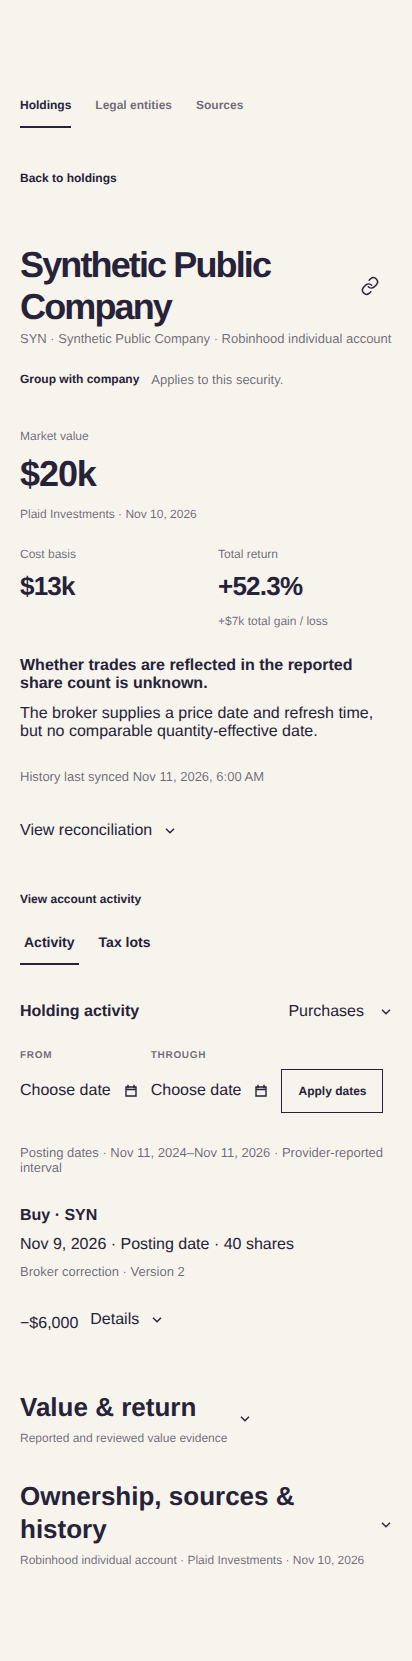 Holdings Legal entities Sources
Back to holdings
Synthetic Public
Company
SYN · Synthetic Public Company · Robinhood individual account
Group with company Applies to this security.
Market value
$20k
Plaid Investments · Nov 10, 2026
Cost basis Total return
$13k +52.3%
+$7k total gain / loss
Whether trades are reflected in the reported
share count is unknown.
The broker supplies a price date and refresh time,
but no comparable quantity-effective date.
History last synced Nov 11, 2026, 6:00 AM
View reconciliation
View account activity
Activity Tax lots
Holding activity Purchases
FROM THROUGH
Choose date Choose date Apply dates
Posting dates · Nov 11, 2024–Nov 11, 2026 · Provider-reported
interval
Buy · SYN
Nov 9, 2026 · Posting date · 40 shares
Broker correction · Version 2
−$6,000 Details
Value & return
Reported and reviewed value evidence
Ownership, sources &
history
Robinhood individual account · Plaid Investments · Nov 10, 2026